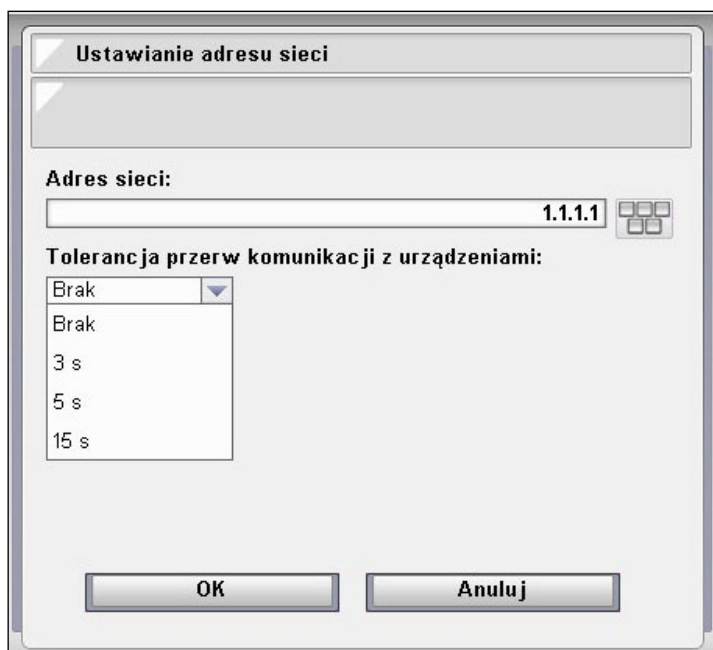 Ustawianie adresu sieci
Adres sieci:
1.1.1.1
Tolerancja przerw komunikacji z urządzeniami:
Brak
Brak
3 s
5 s
15 s
OK
Anuluj